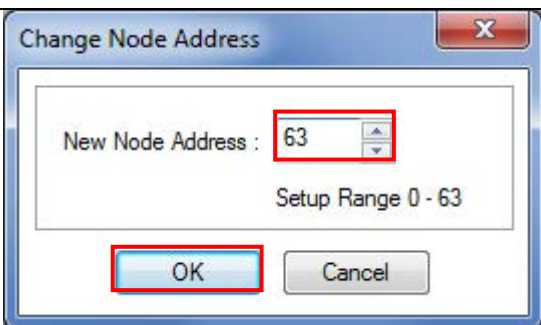 Change Node Address
New Node Address : 63
Setup Range 0 - 63
OK Cancel